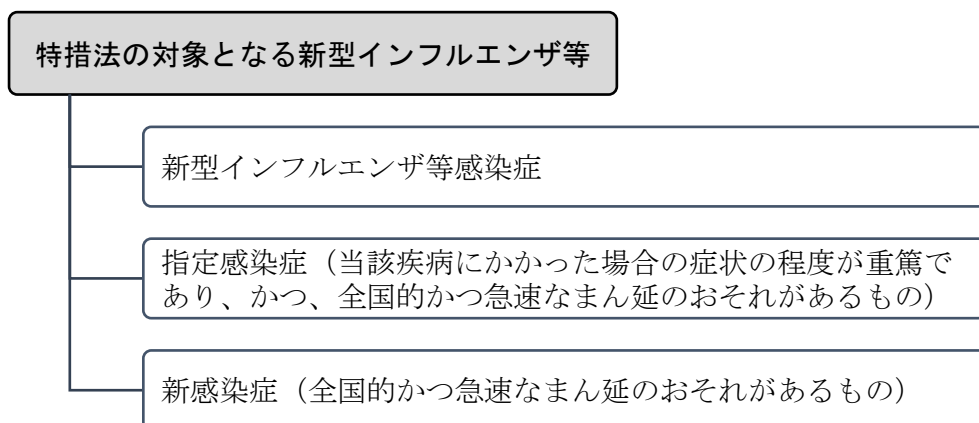 特措法の対象となる新型インフルエンザ等
新型インフルエンザ等感染症
指定感染症（当該疾病にかかった場合の症状の程度が重篤で
あり、かつ、全国的かつ急速なまん延のおそれがあるもの）
新感染症（全国的かつ急速なまん延のおそれがあるもの）